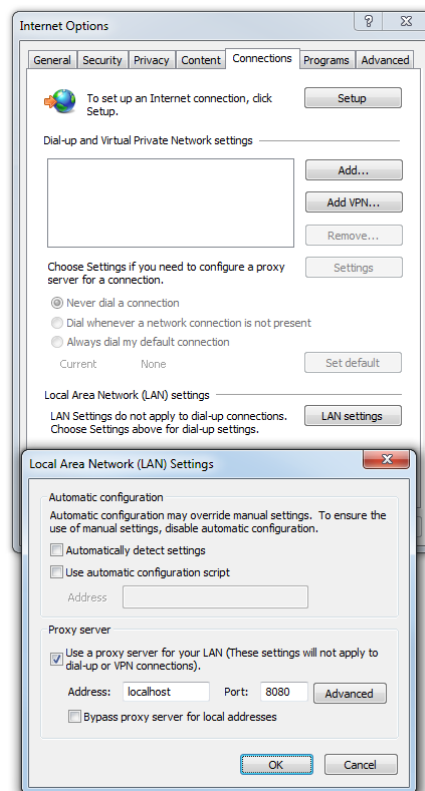 Internet Options
General Security Privacy Content Connections Programs Advanced
To set up an Internet connection, click
Setup.
Setup
Dial-up and Virtual Private Network settings
Add...
Add VPN...
Remove...
Choose Settings if you need to configure a proxy
server for a connection.
Settings
Never dial a connection
Dial whenever a network connection is not present
Always dial my default connection
Current None
Set default
Local Area Network (LAN) settings
LAN Settings do not apply to dial-up connections.
Choose Settings above for dial-up settings.
LAN settings
Local Area Network (LAN) Settings
Automatic configuration
Automatic configuration may override manual settings. To ensure the
use of manual settings, disable automatic configuration.
Automatically detect settings
Use automatic configuration script
Address
Proxy server
Use a proxy server for your LAN (These settings will not apply to
dial-up or VPN connections).
Address: localhost Port: 8080 Advanced
Bypass proxy server for local addresses
OK Cancel